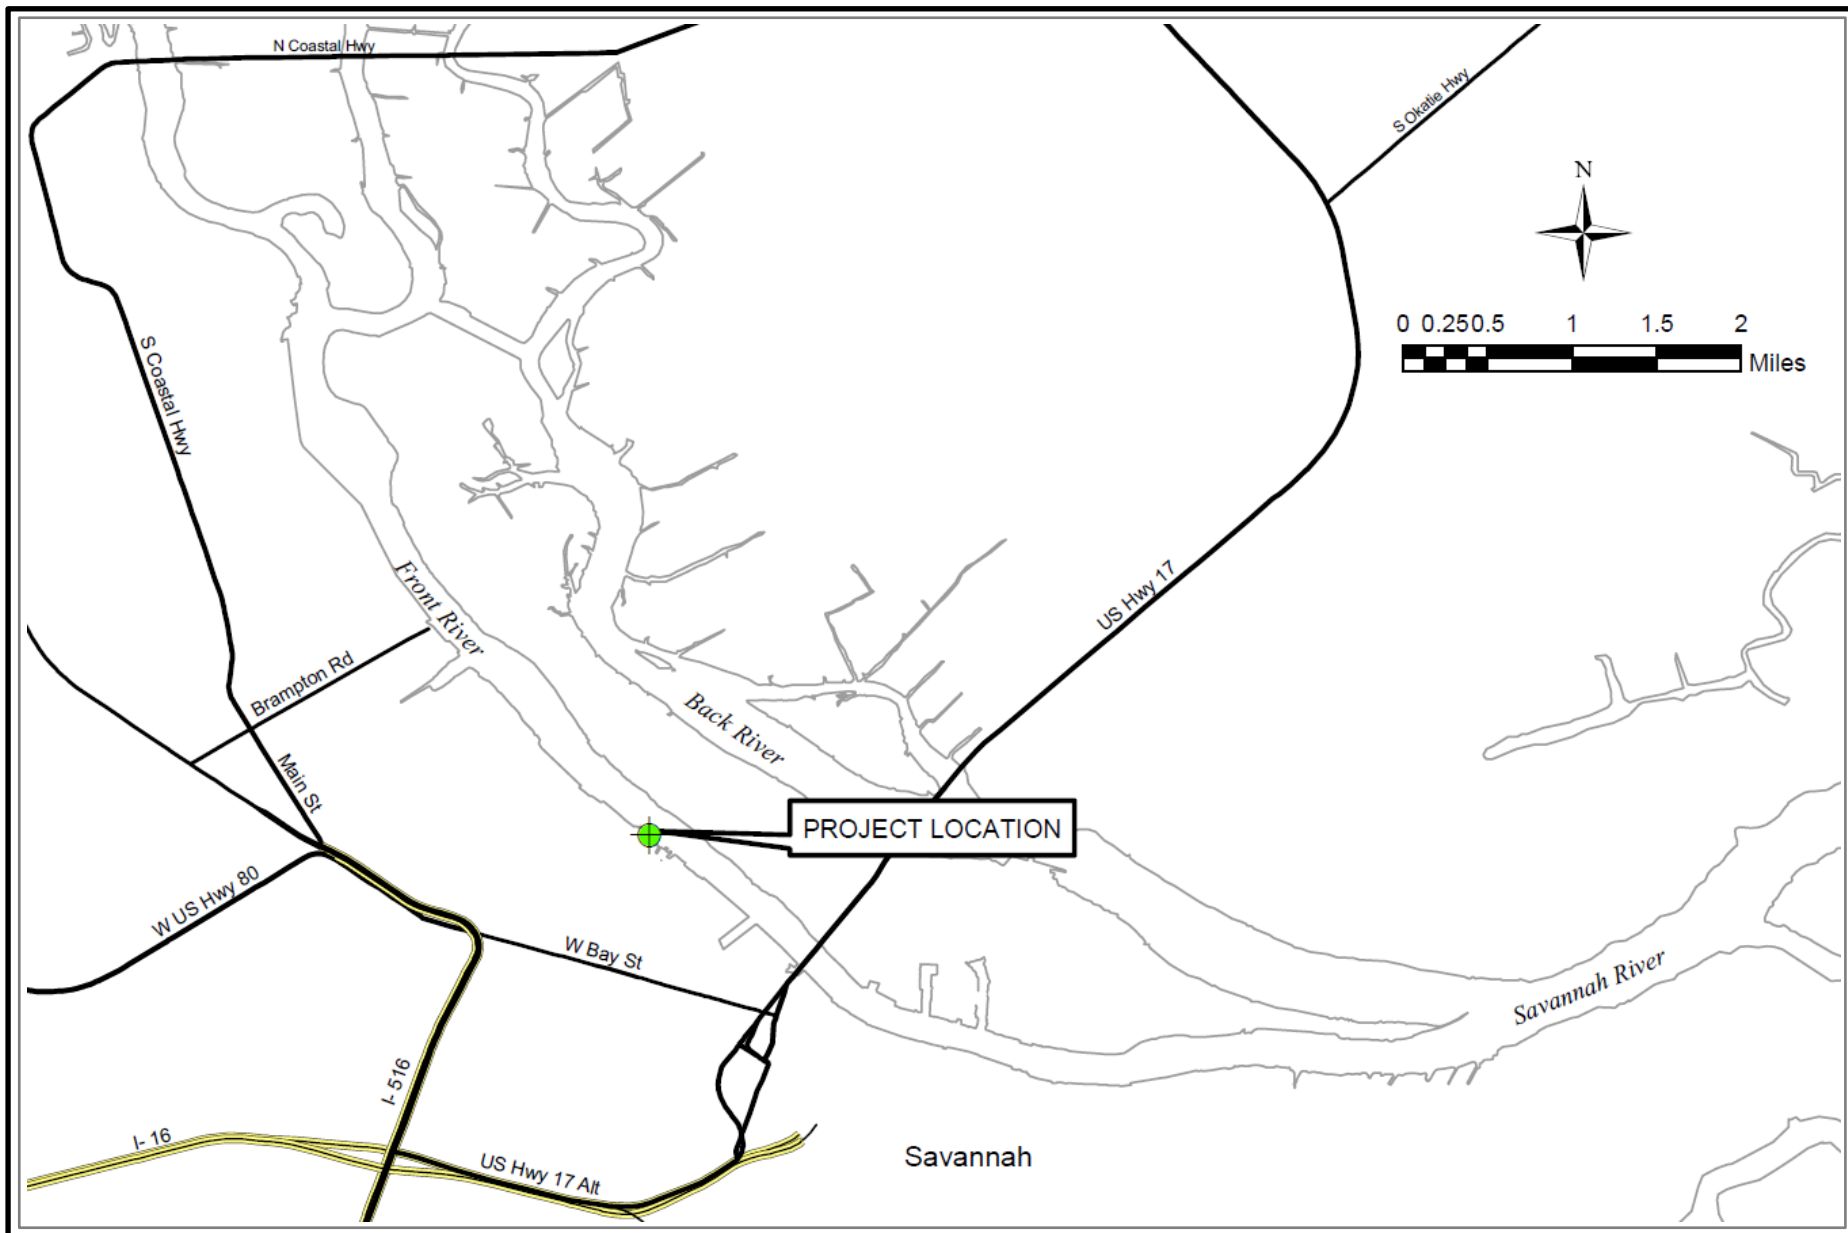 N Coastal Hwy
S Okatie Hwy
N
0 0.25 0.5 1 1.5 2
Miles
S Coastal Hwy
US Hwy 17
Front River
Brampton Rd
Back River
Main St
PROJECT LOCATION
W US Hwy 80
W Bay St
Savannah River
I- 516
I- 16
US Hwy 17 Alt
Savannah